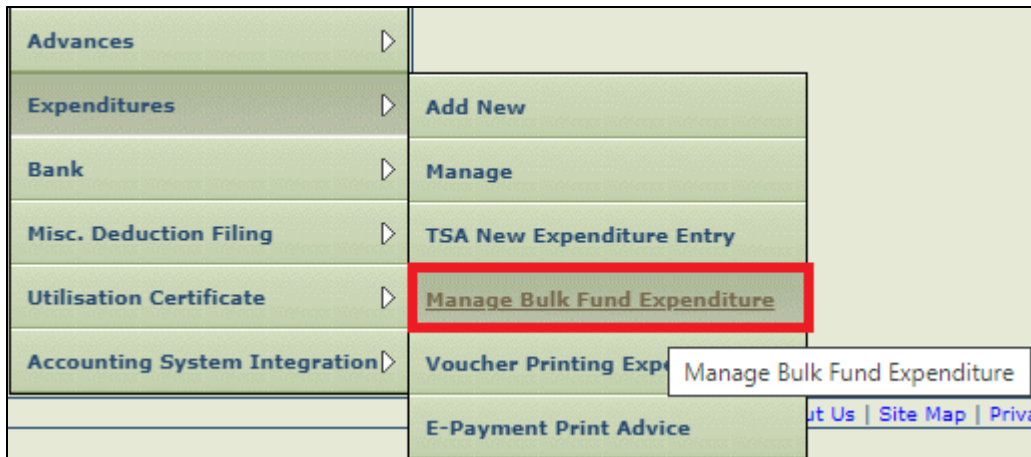 Advances
Expenditures
Bank
Misc. Deduction Filing
Utilisation Certificate
Accounting System Integration
Add New
Manage
TSA New Expenditure Entry
Manage Bulk Fund Expenditure
Voucher Printing Expe
E-Payment Print Advice
Manage Bulk Fund Expenditure
ut Us | Site Map | Priva